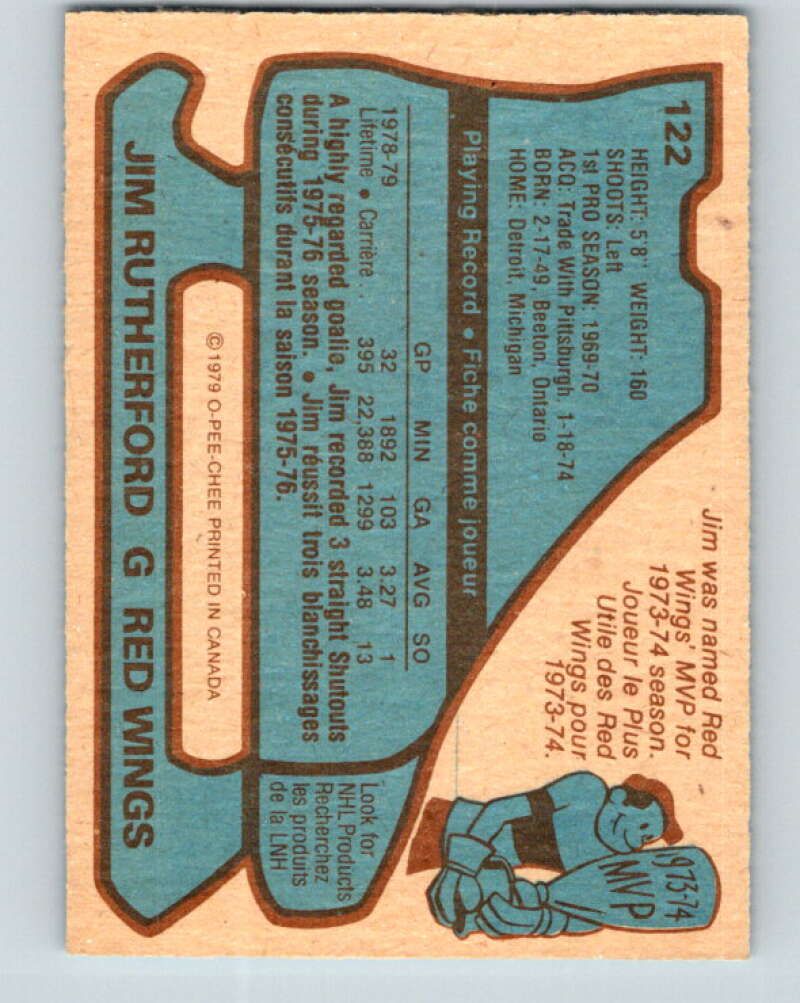 122
HEIGHT: 5'8" WEIGHT: 160
SHOOTS: Left
1st PRO SEASON: 1969-70
ACQ: Trade With Pittsburgh 1-18-74
BORN: 2-17-49, Beeton, Ontario
HOME: Detroit, Michigan
Jim was named Red
Wings' MVP for
1973-74 season.
Joueur le Plus
Utile des Red
Wings pour
1973-74.
1973-74
MVP
Playing Record • Fiche comme joueur
GP MIN GA AVG SO
1978-79 32 1892 103 3.27 1
Lifetime • Carrière . . 395 22,388 1299 3.48 13
A highly regarded goalie, Jim recorded 3 straight Shutouts
during 1975-76 season. • Jim réussit trois blanchissages
consécutifs durant la saison 1975-76.
Look for
NHL Products
Recherchez
les produits
de la LNH
© 1979 O-PEE-CHEE PRINTED IN CANADA
JIM RUTHERFORD G RED WINGS